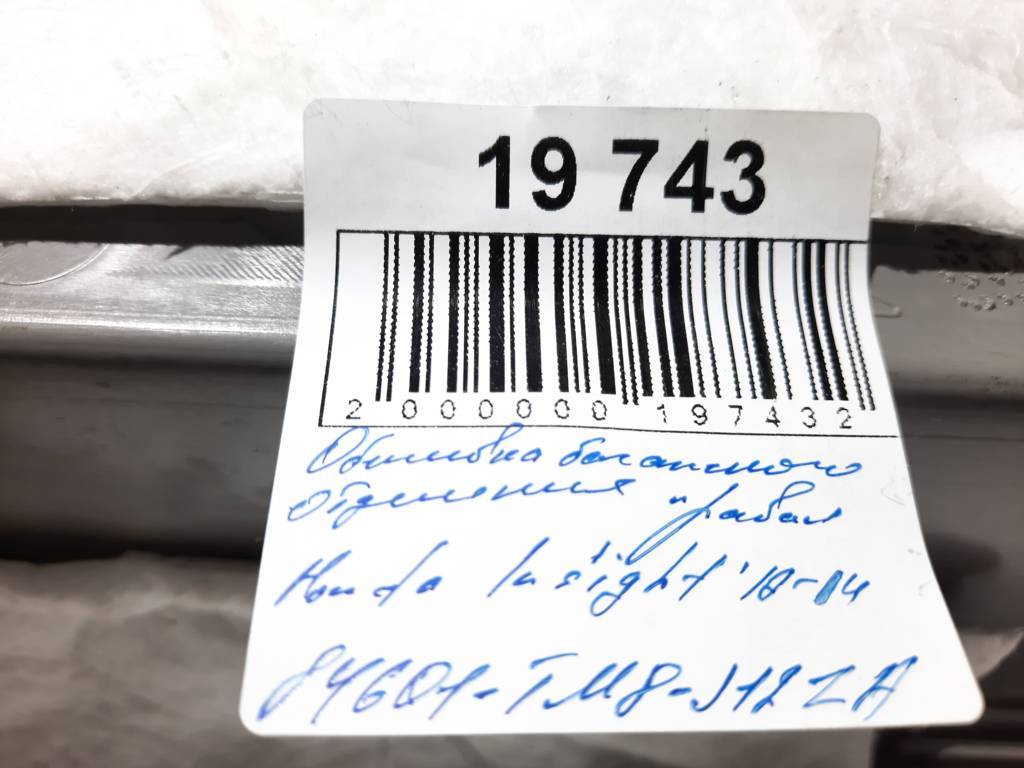 19 743
2 000000 197432
Обшивка багажного
отделения правая
Honda Insight '10-14
84601-TM8-J12ZA